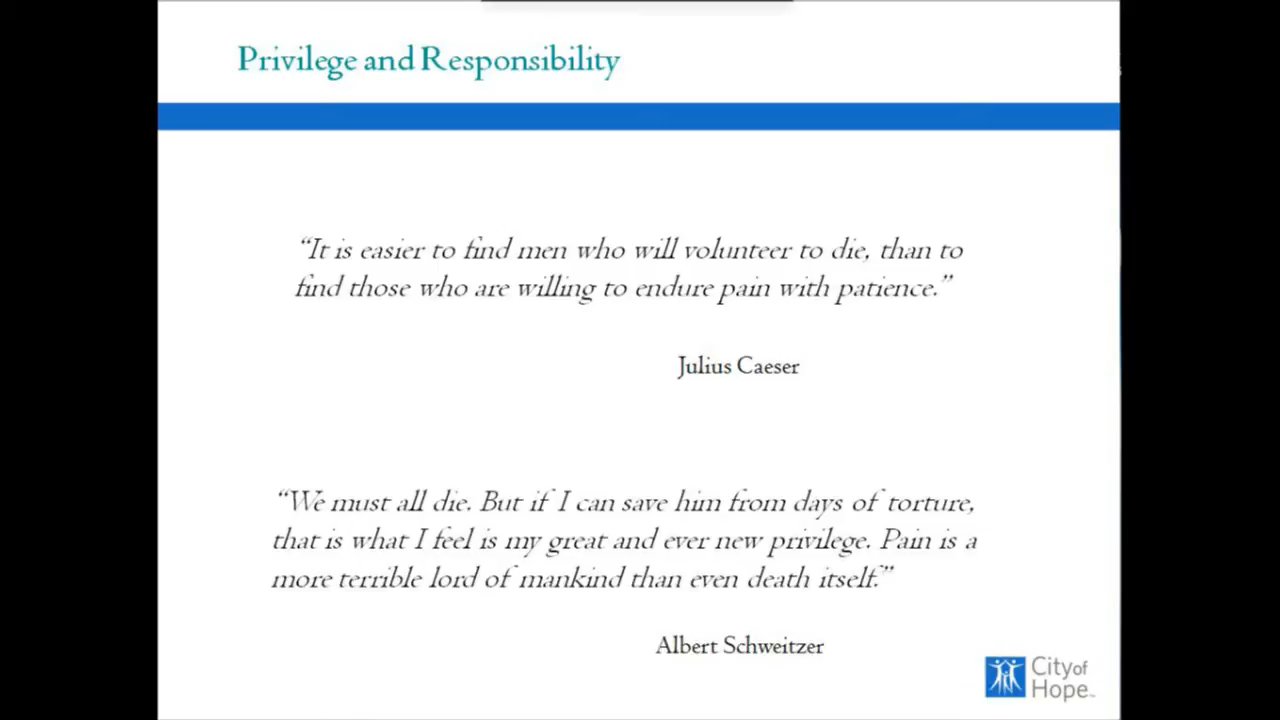 Privilege and Responsibility
“It is easier to find men who will volunteer to die, than to
find those who are willing to endure pain with patience.”
Julius Caeser
“We must all die. But if I can save him from days of torture,
that is what I feel is my great and ever new privilege. Pain is a
more terrible lord of mankind than even death itself.”
Albert Schweitzer
City of
Hope™